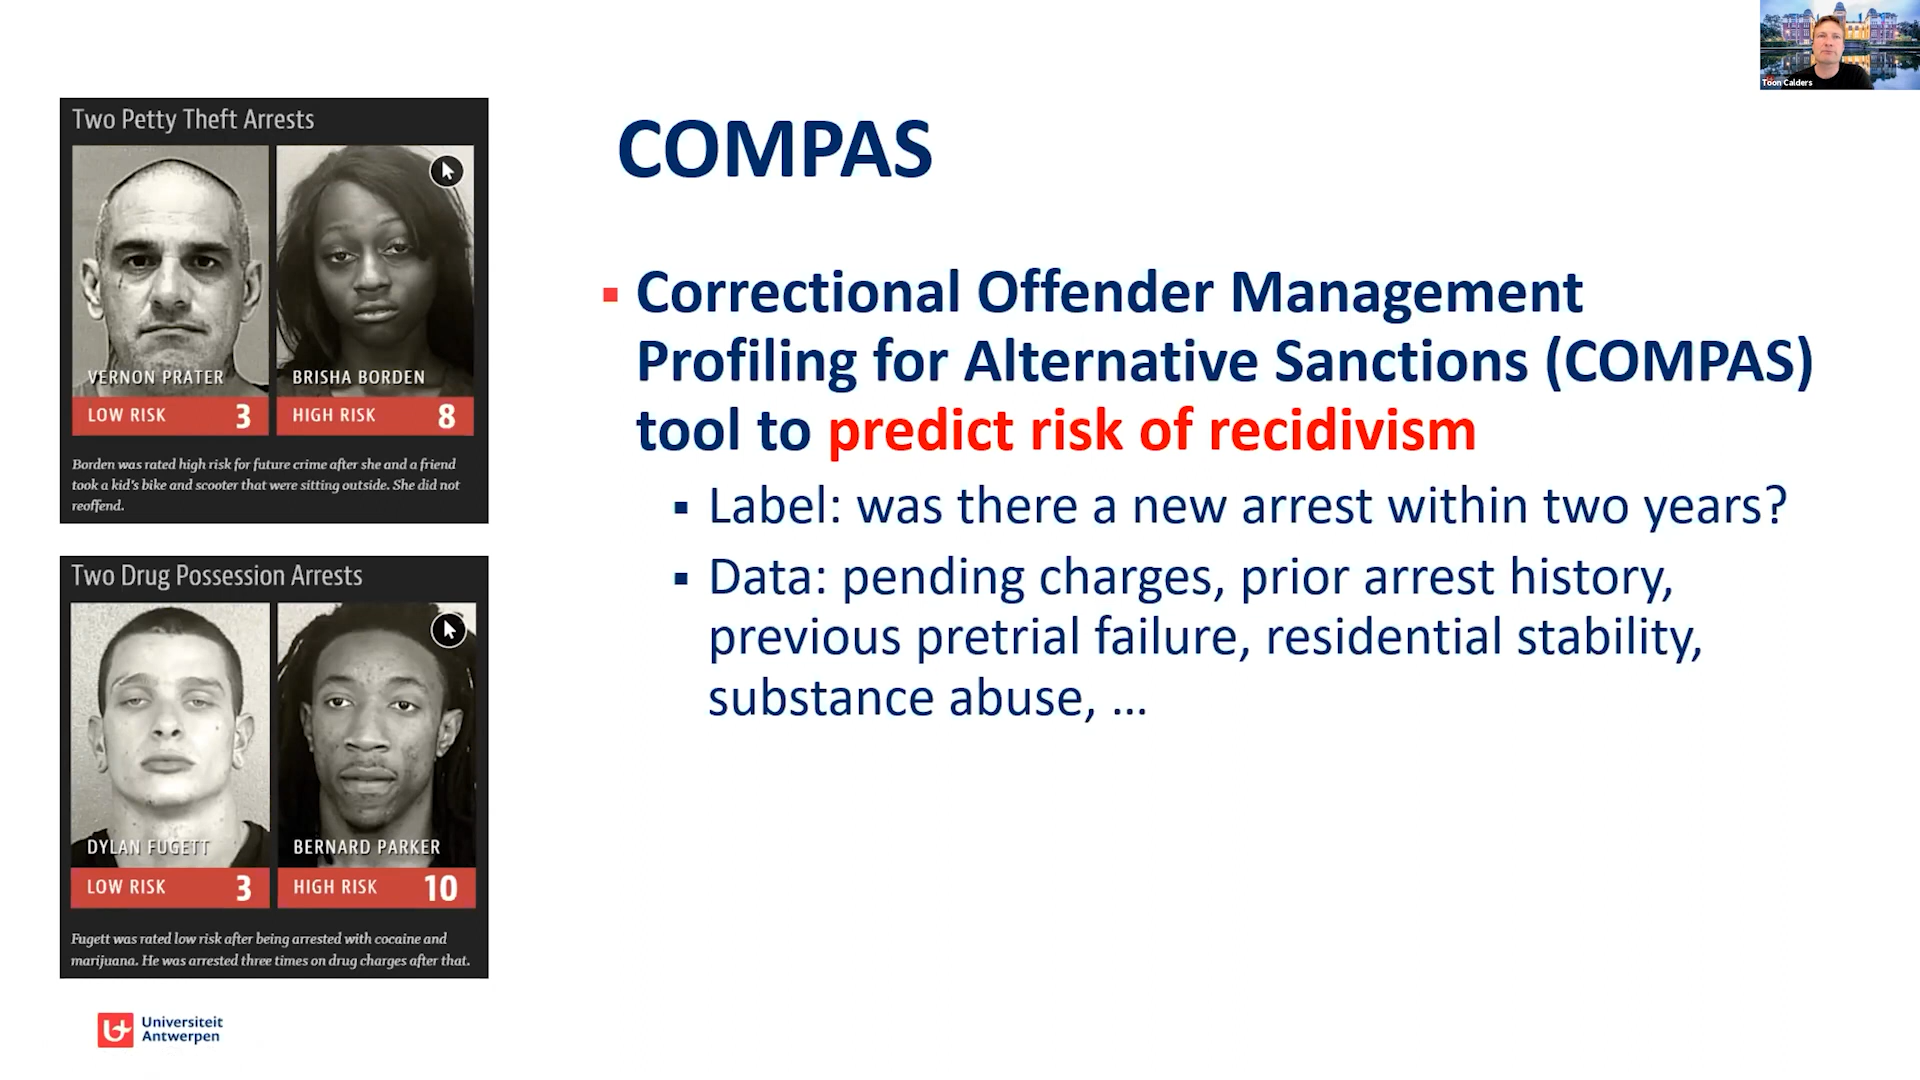 Toon Calders
Two Petty Theft Arrests
VERNON PRATER
LOW RISK 3
BRISHA BORDEN
HIGH RISK 8
Borden was rated high risk for future crime after she and a friend
took a kid's bike and scooter that were sitting outside. She did not
reoffend.
Two Drug Possession Arrests
DYLAN FUGETT
LOW RISK 3
BERNARD PARKER
HIGH RISK 10
Fugett was rated low risk after being arrested with cocaine and
marijuana. He was arrested three times on drug charges after that.
COMPAS
▪ Correctional Offender Management
Profiling for Alternative Sanctions (COMPAS)
tool to predict risk of recidivism
▪ Label: was there a new arrest within two years?
▪ Data: pending charges, prior arrest history,
previous pretrial failure, residential stability,
substance abuse, ...
Universiteit
Antwerpen